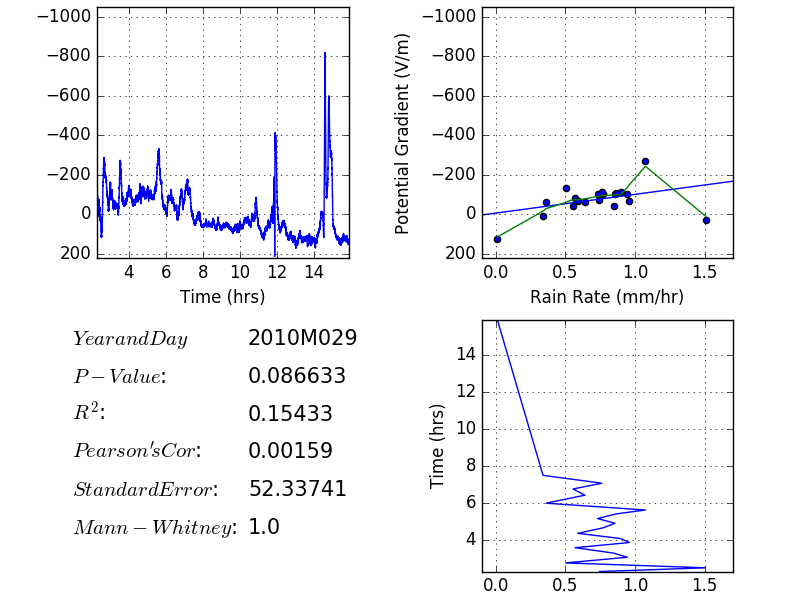 −1000
−800
−600
−400
−200
0
200
4 6 8 10 12 14
Time (hrs)
Potential Gradient (V/m)
−1000
−800
−600
−400
−200
0
200
0.0 0.5 1.0 1.5
Rain Rate (mm/hr)
YearandDay 2010M029
P−Value: 0.086633
R²: 0.15433
Pearson'sCor: 0.00159
StandardError: 52.33741
Mann−Whitney: 1.0
Time (hrs)
14
12
10
8
6
4
0.0 0.5 1.0 1.5